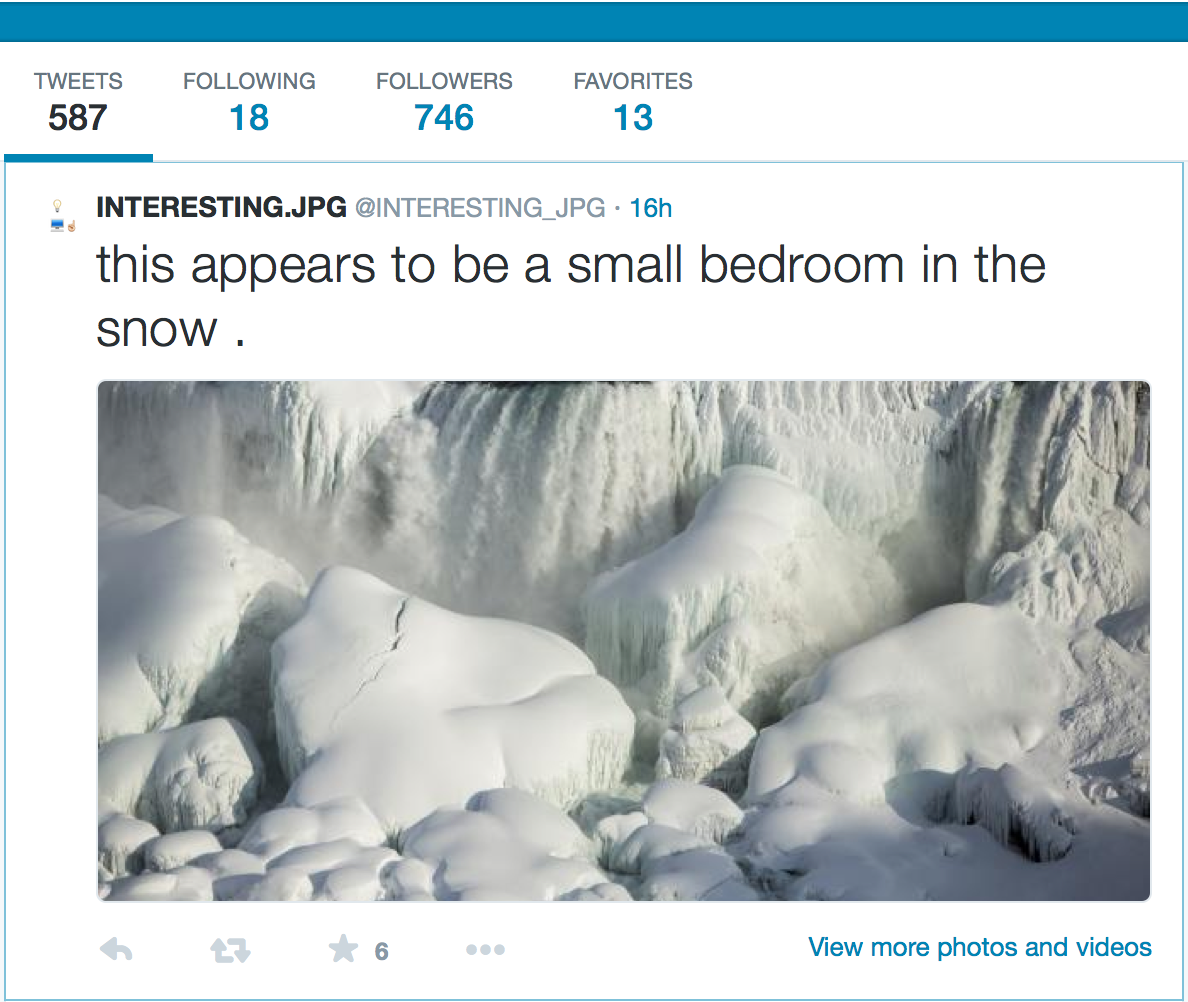 TWEETS FOLLOWING FOLLOWERS FAVORITES
587 18 746 13
INTERESTING.JPG @INTERESTING_JPG · 16h
this appears to be a small bedroom in the
snow .
6 View more photos and videos